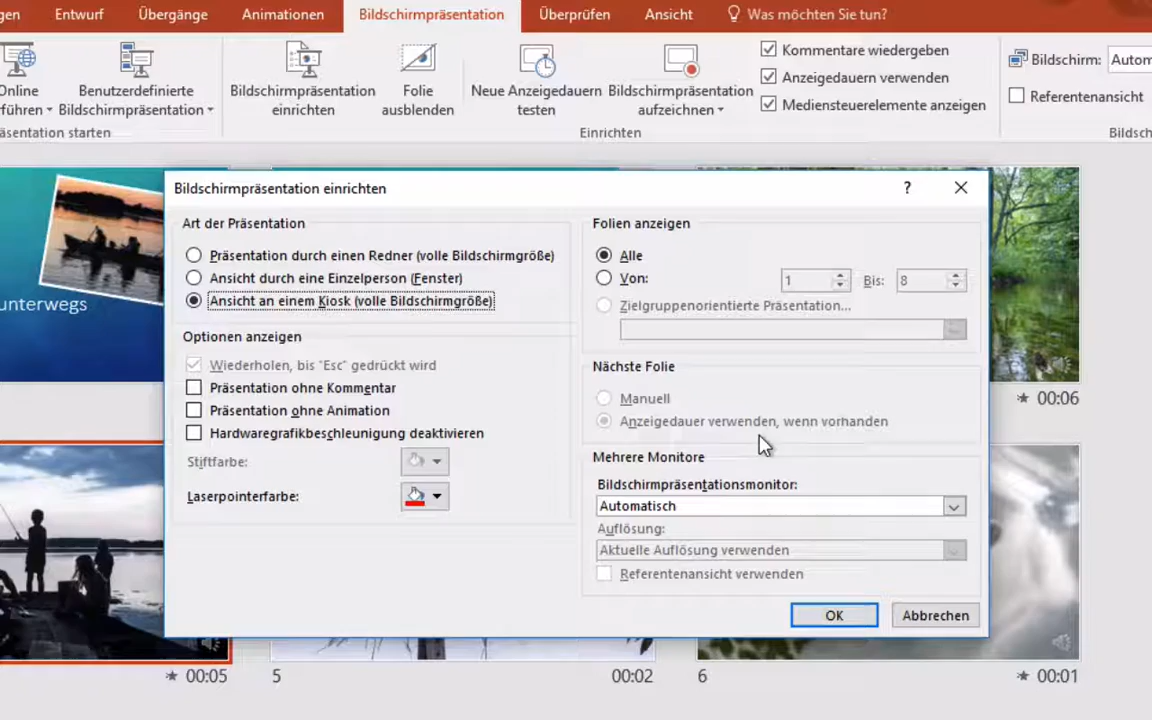 gen Entwurf Übergänge Animationen Bildschirmpräsentation Überprüfen Ansicht Was möchten Sie tun?
Online
führen
Benutzerdefinierte
Bildschirmpräsentation
Bildschirmpräsentation
einrichten
Folie
ausblenden
Neue Anzeigedauern
testen
Bildschirmpräsentation
aufzeichnen
Kommentare wiedergeben
Anzeigedauern verwenden
Mediensteuerelemente anzeigen
Bildschirm: Autom
Referentenansicht
äsentation starten
Einrichten
Bildsch
unterwegs
Bildschirmpräsentation einrichten ?
Art der Präsentation
Präsentation durch einen Redner (volle Bildschirmgröße)
Ansicht durch eine Einzelperson (Fenster)
Ansicht an einem Kiosk (volle Bildschirmgröße)
Optionen anzeigen
Wiederholen, bis "Esc" gedrückt wird
Präsentation ohne Kommentar
Präsentation ohne Animation
Hardwaregrafikbeschleunigung deaktivieren
Stiftfarbe:
Laserpointerfarbe:
Folien anzeigen
Alle
Von: 1 Bis: 8
Zielgruppenorientierte Präsentation...
Nächste Folie
Manuell
Anzeigedauer verwenden, wenn vorhanden
Mehrere Monitore
Bildschirmpräsentationsmonitor:
Automatisch
Auflösung:
Aktuelle Auflösung verwenden
Referentenansicht verwenden
OK Abbrechen
00:06
00:05 5 00:02 6 00:01